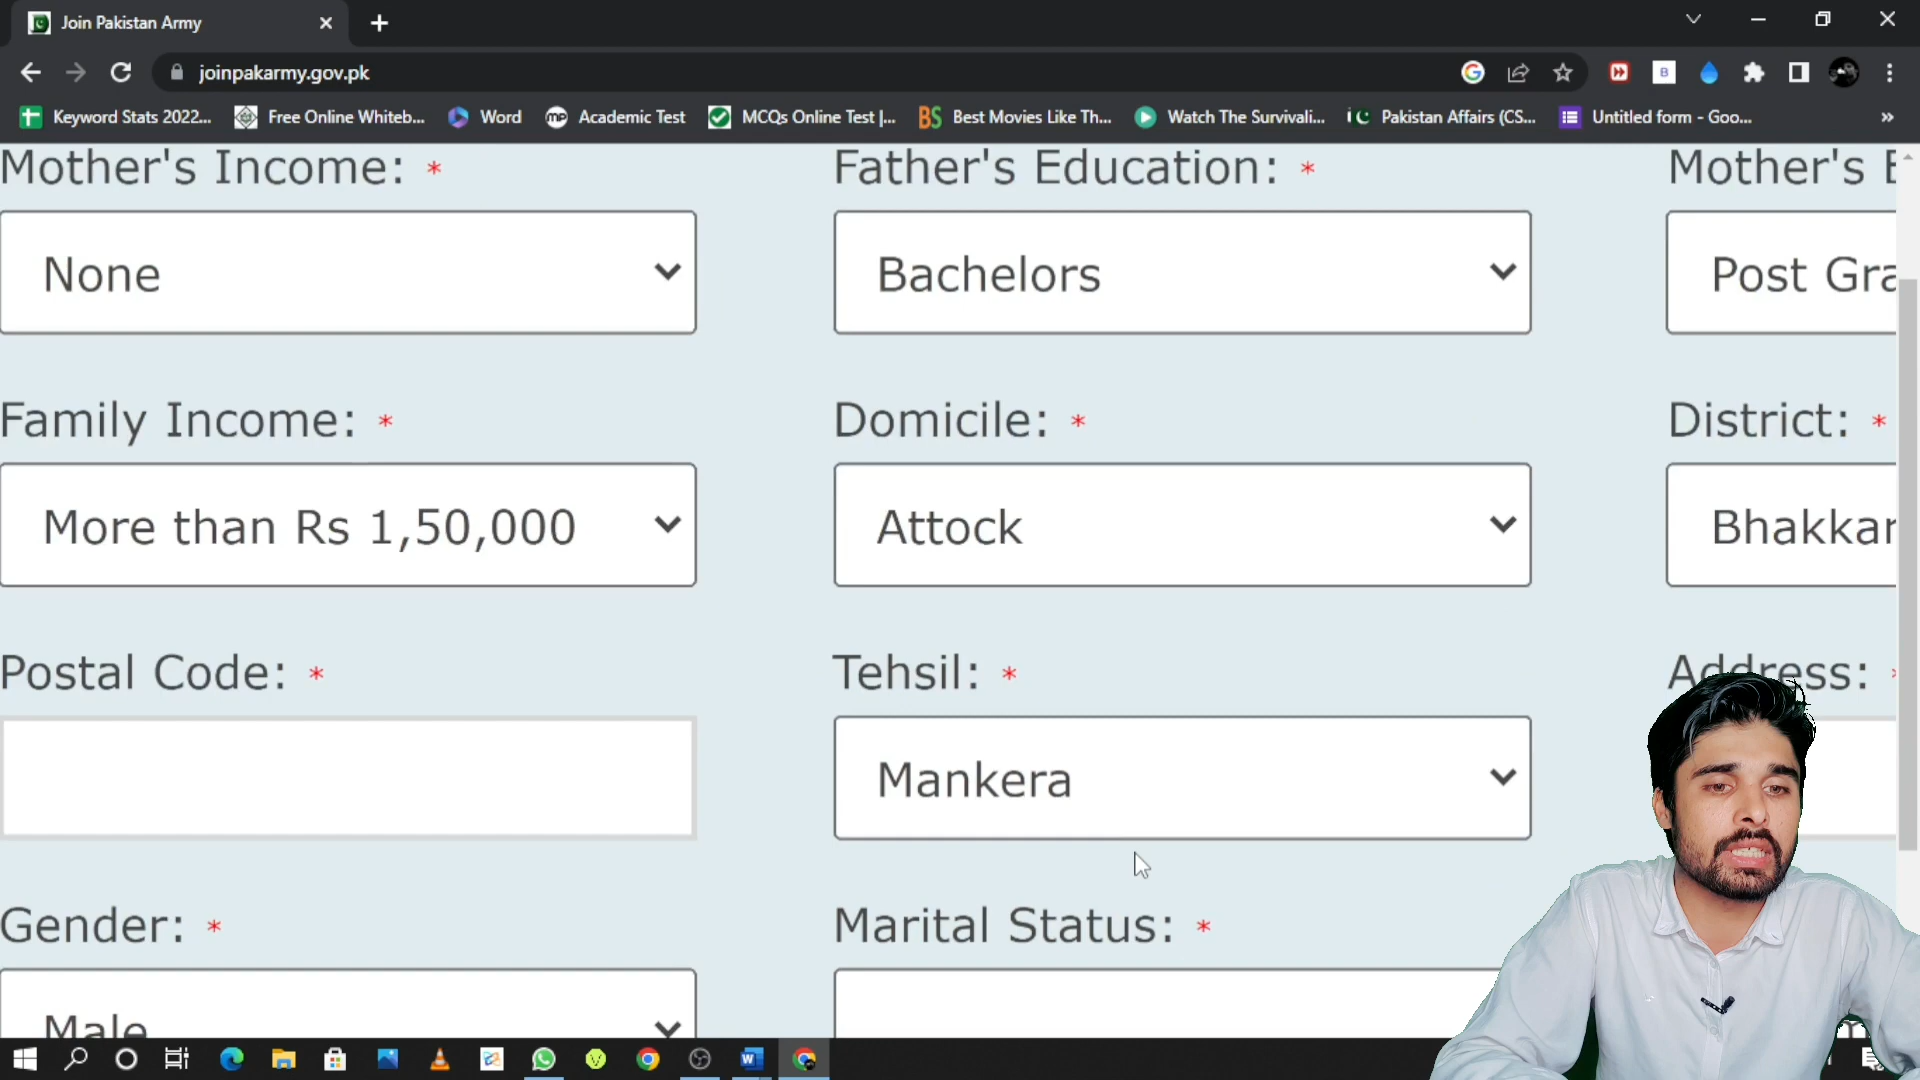 Join Pakistan Army
joinpakarmy.gov.pk
Keyword Stats 2022... Free Online Whiteb... Word Academic Test MCQs Online Test |... Best Movies Like Th... Watch The Survivali... Pakistan Affairs (CS... Untitled form - Goo... »
Mother's Income: * Father's Education: * Mother's E
None Bachelors Post Gra
Family Income: * Domicile: * District: *
More than Rs 1,50,000 Attock Bhakkar
Postal Code: * Tehsil: * Address: *
Mankera
Gender: * Marital Status: *
Male